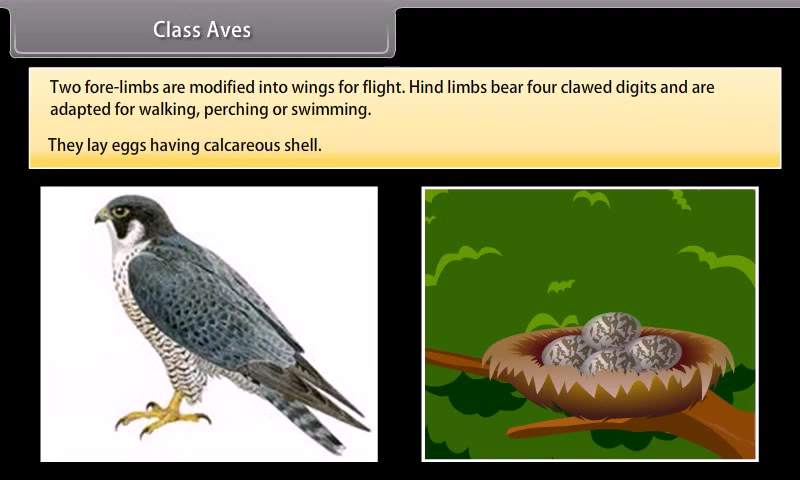 Class Aves
Two fore-limbs are modified into wings for flight. Hind limbs bear four clawed digits and are
adapted for walking, perching or swimming.
They lay eggs having calcareous shell.